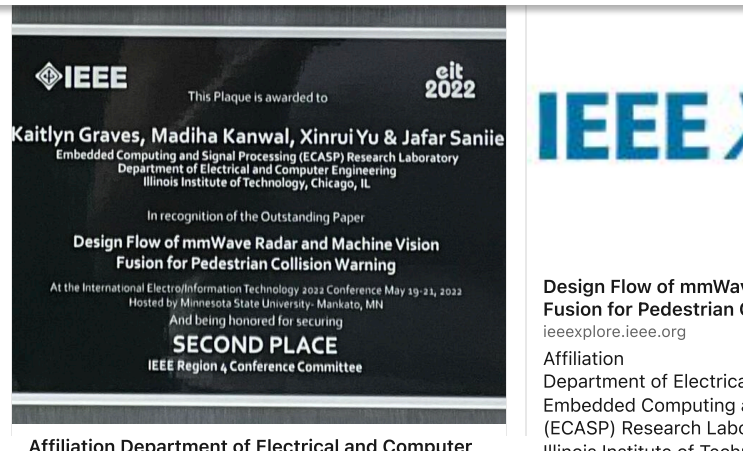 IEEE
eit
2022
This Plaque is awarded to
Kaitlyn Graves, Madiha Kanwal, Xinrui Yu & Jafar Saniie
Embedded Computing and Signal Processing (ECASP) Research Laboratory
Department of Electrical and Computer Engineering
Illinois Institute of Technology, Chicago, IL
In recognition of the Outstanding Paper
Design Flow of mmWave Radar and Machine Vision
Fusion for Pedestrian Collision Warning
At the International Electro/Information Technology 2022 Conference May 19-21, 2022
Hosted by Minnesota State University- Mankato, MN
And being honored for securing
SECOND PLACE
IEEE Region 4 Conference Committee
Affiliation Department of Electrical and Computer
IEEE
Design Flow of mmWav
Fusion for Pedestrian
ieeexplore.ieee.org
Affiliation
Department of Electrica
Embedded Computing
(ECASP) Research Labo
Illinois Institute of Tech